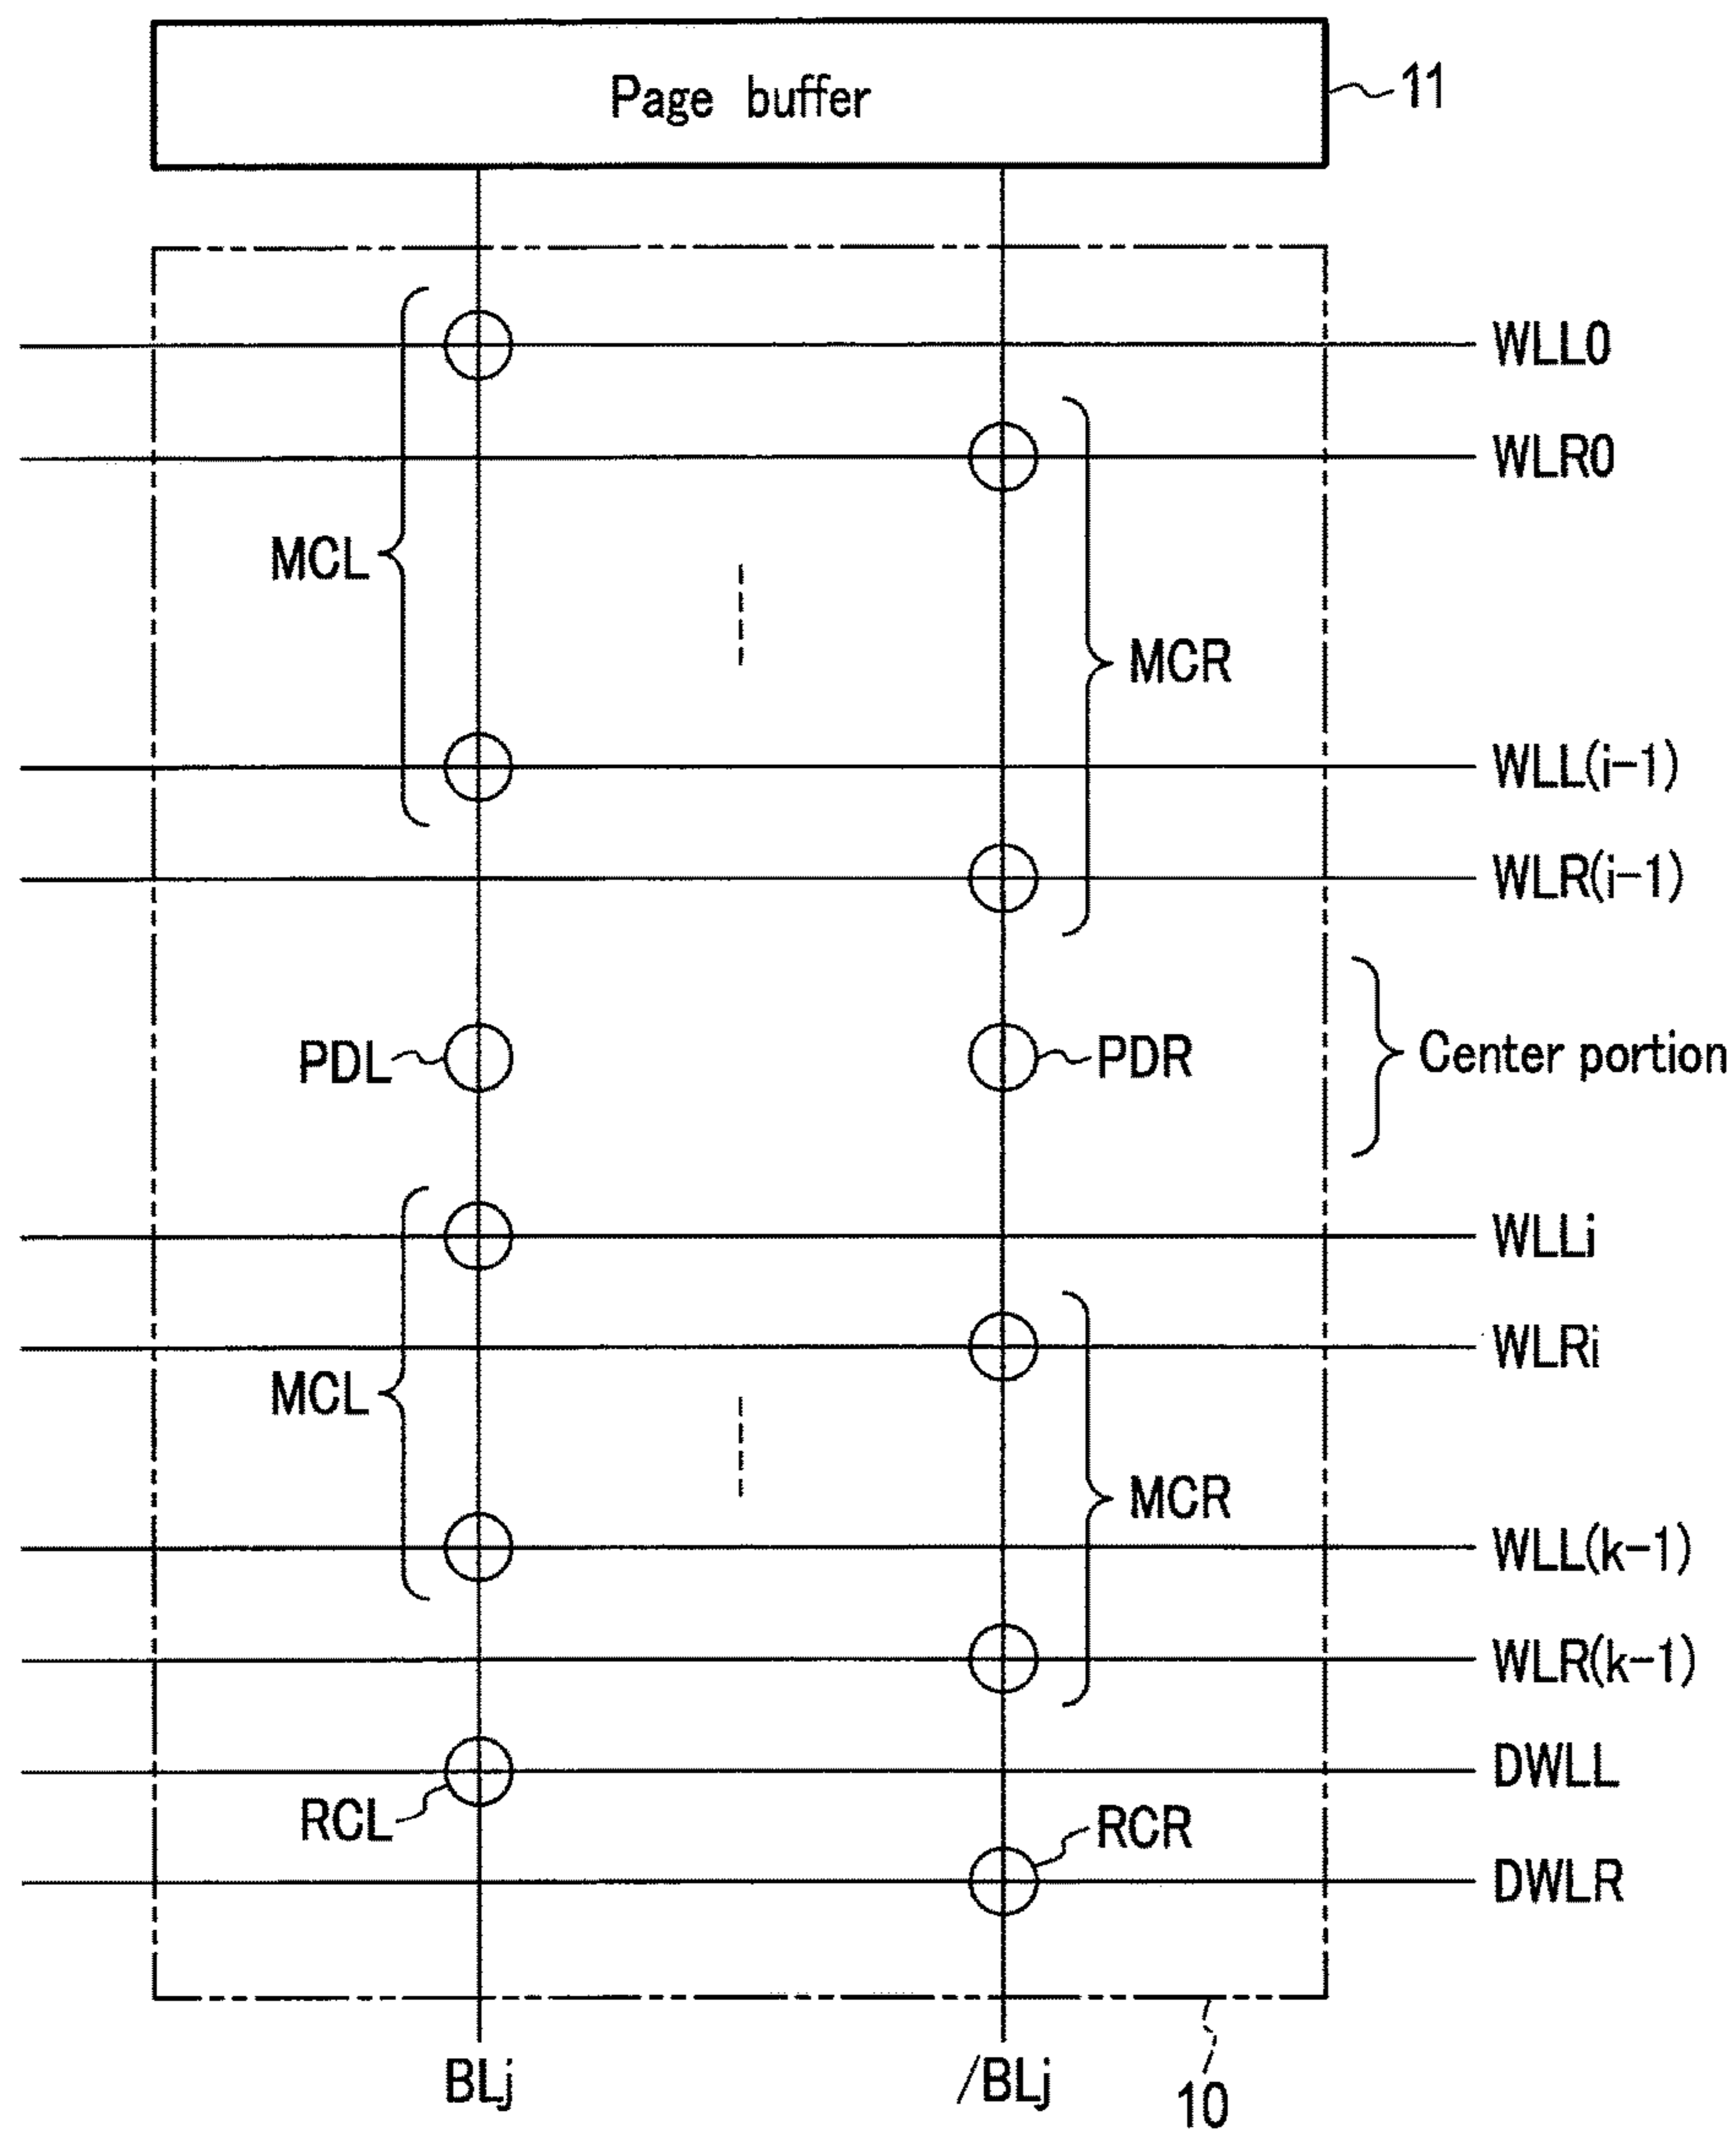 Page buffer
11
WLL0
WLR0
MCL
MCR
WLL(i-1)
WLR(i-1)
PDL
PDR
Center portion
WLLi
WLRi
MCL
MCR
WLL(k-1)
WLR(k-1)
DWLL
RCL
RCR
DWLR
BLj
/BLj
10